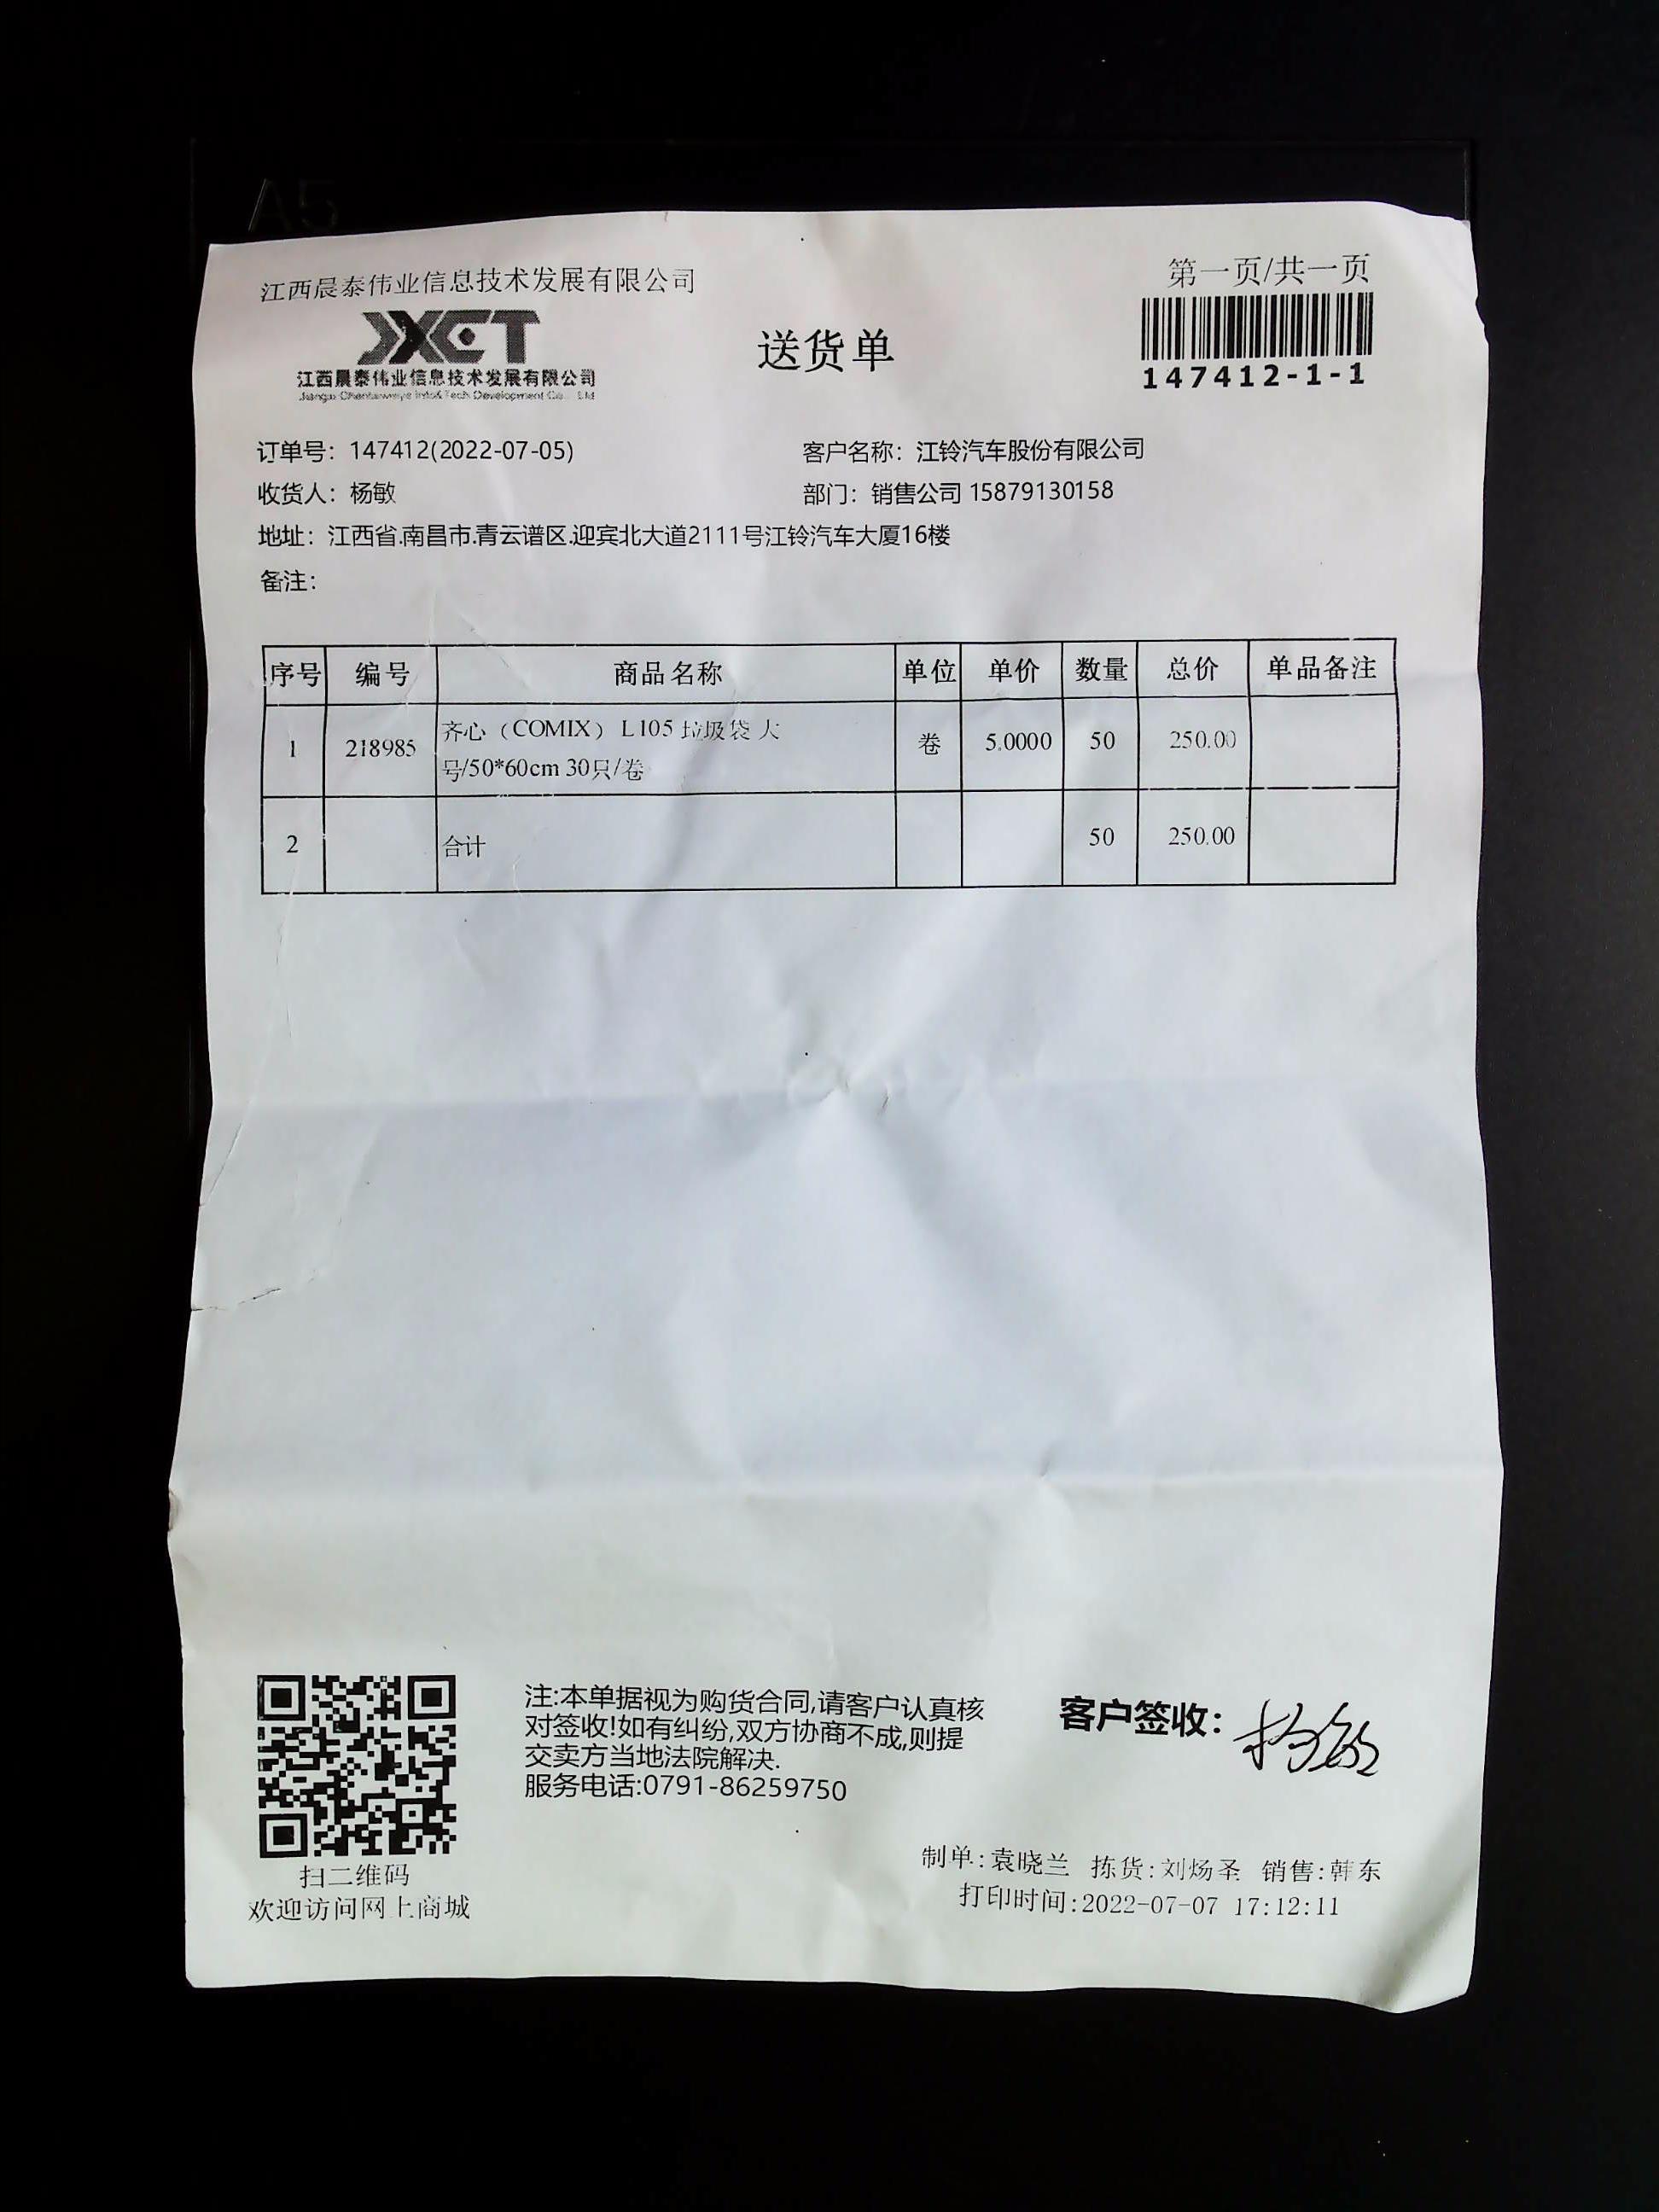 A5
江西晨泰伟业信息技术发展有限公司
第一页/共一页
JXCT
江西晨泰伟业信息技术发展有限公司
送货单
147412-1-1
订单号：147412(2022-07-05)
客户名称：江铃汽车股份有限公司
收货人：杨敏
部门：销售公司 15879130158
地址：江西省.南昌市.青云谱区.迎宾北大道2111号江铃汽车大厦16楼
备注：
序号 编号 商品名称 单位 单价 数量 总价 单品备注
1 218985 齐心（COMIX）L105 垃圾袋 大 卷 5.0000 50 250.00
号/50*60cm 30只/卷
2 合计 50 250.00
注:本单据视为购货合同,请客户认真核
对签收!如有纠纷,双方协商不成,则提
交卖方当地法院解决.
服务电话:0791-86259750
客户签收：杨敏
扫二维码
欢迎访问网上商城
制单:袁晓兰 拣货:刘炀圣 销售:韩东
打印时间:2022-07-07 17:12:11